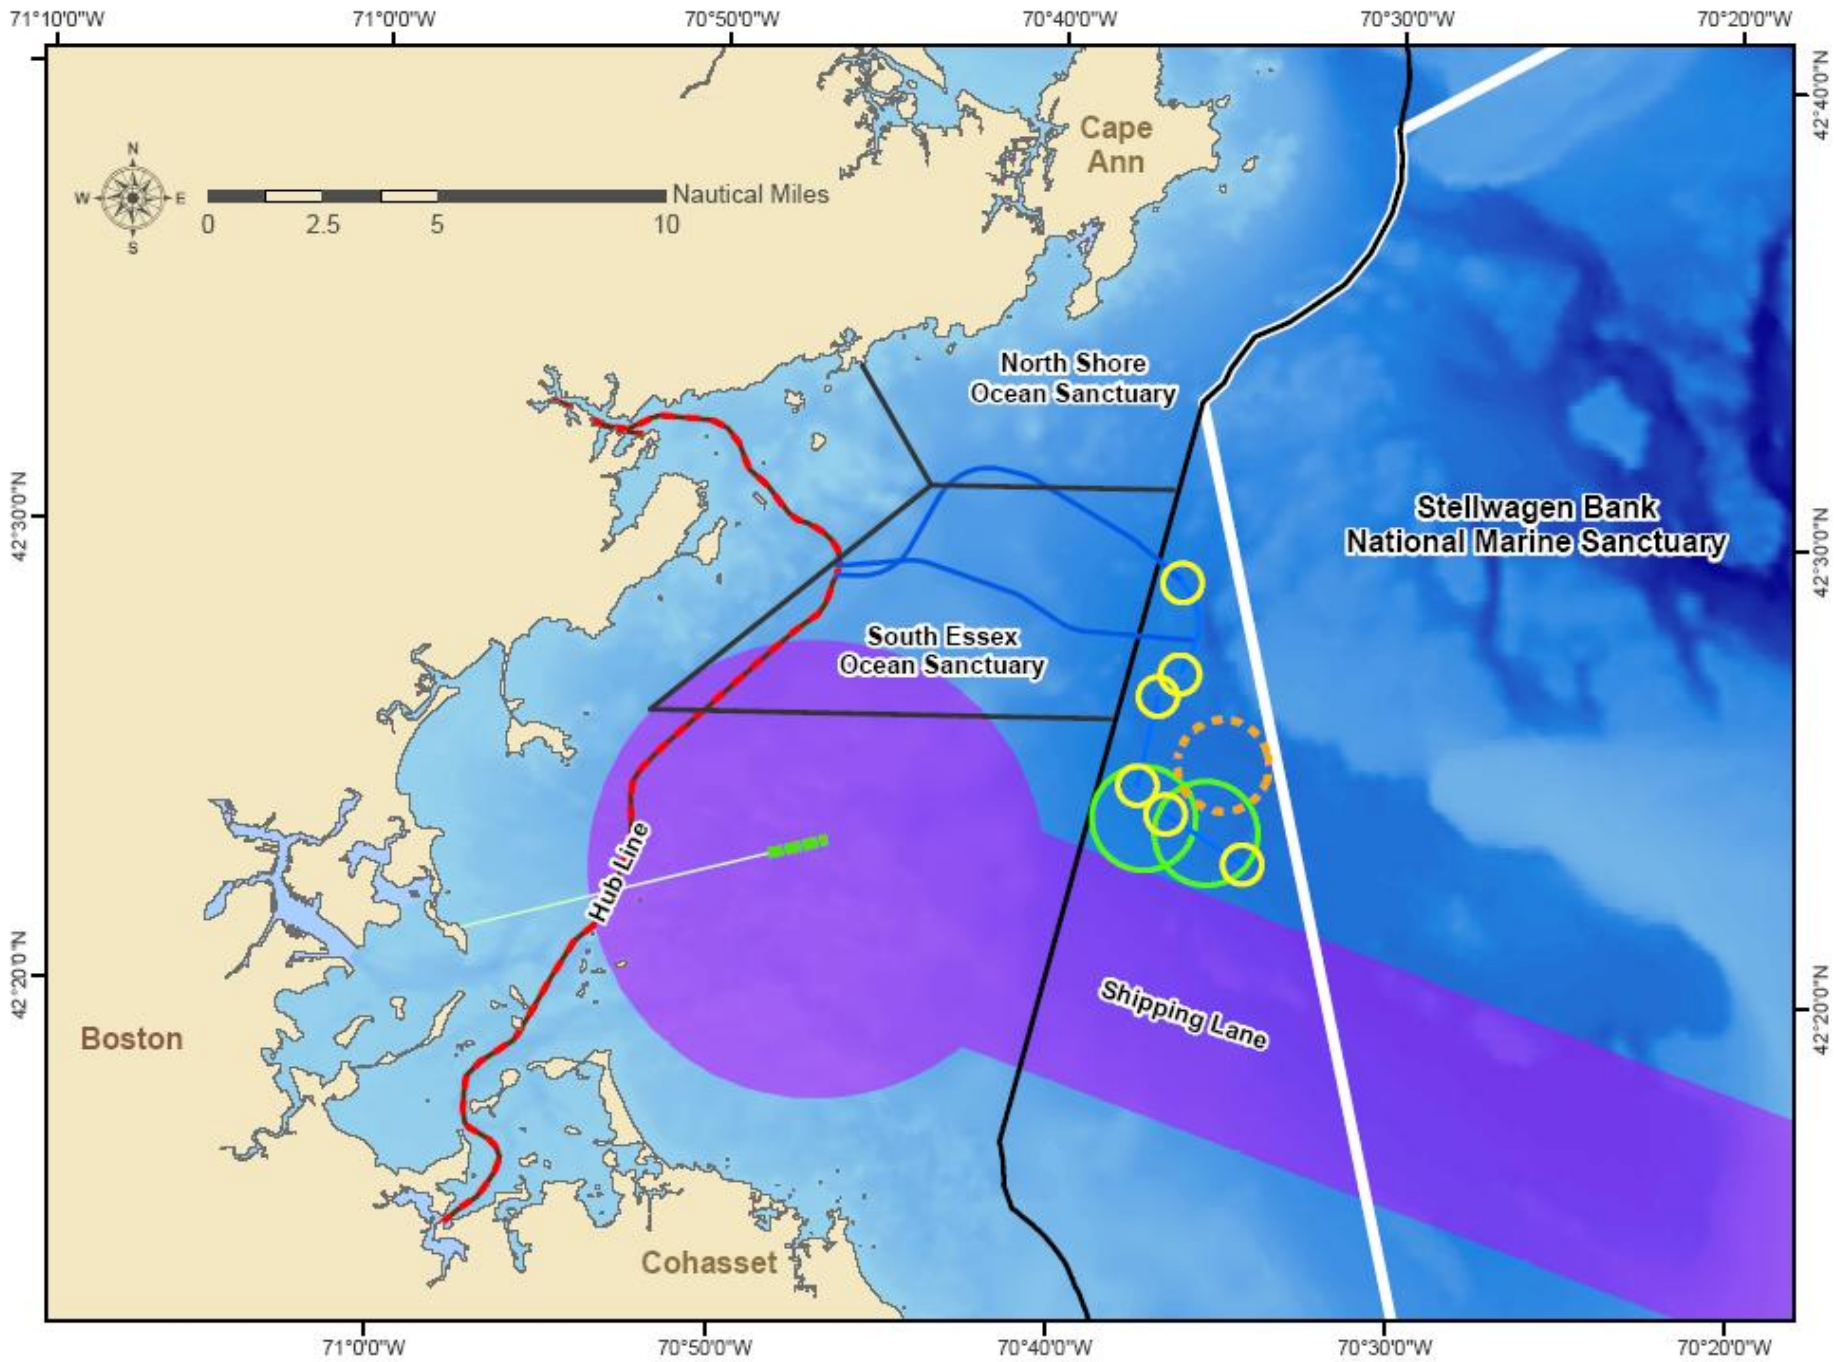 71°10'0"W 71°0'0"W 70°50'0"W 70°40'0"W 70°30'0"W 70°20'0"W
42°40'0"N
Cape
Ann
N
W E
S
Nautical Miles
0 2.5 5 10
North Shore
Ocean Sanctuary
Stellwagen Bank
National Marine Sanctuary
42°30'0"N
42°30'0"N
South Essex
Ocean Sanctuary
Hub Line
42°20'0"N
42°20'0"N
Shipping Lane
Boston
Cohasset
71°0'0"W 70°50'0"W 70°40'0"W 70°30'0"W 70°20'0"W